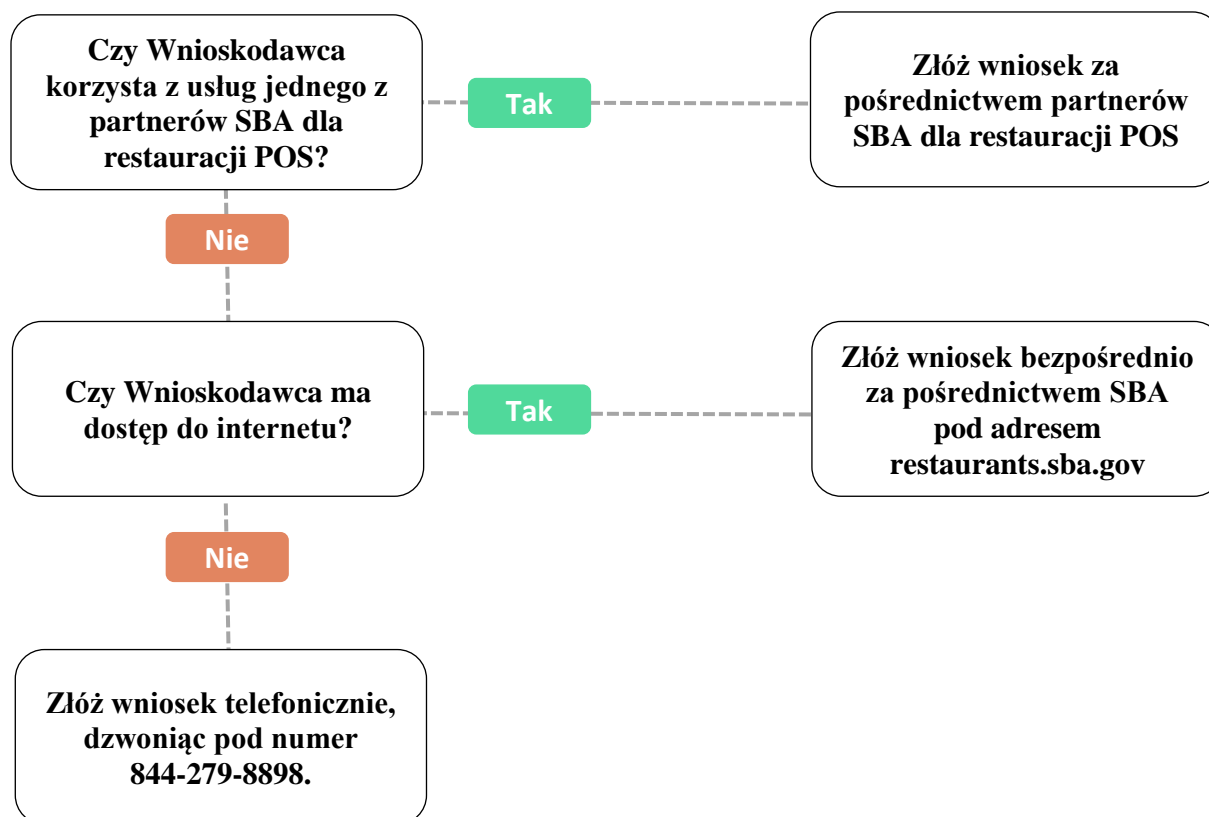 Czy Wnioskodawca
korzysta z usług jednego z
partnerów SBA dla
restauracji POS?
Tak
Złóż wniosek za
pośrednictwem partnerów
SBA dla restauracji POS
Nie
Czy Wnioskodawca ma
dostęp do internetu?
Tak
Złóż wniosek bezpośrednio
za pośrednictwem SBA
pod adresem
restaurants.sba.gov
Nie
Złóż wniosek telefonicznie,
dzwoniąc pod numer
844-279-8898.